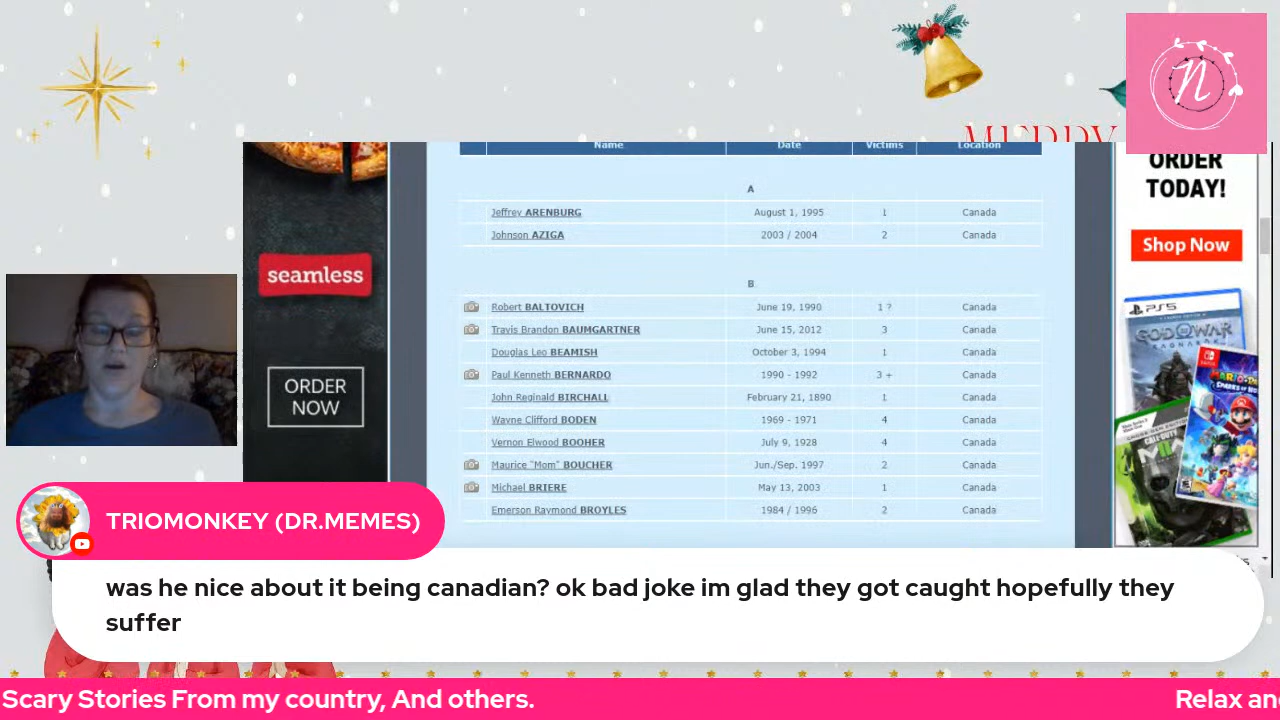 MERRY
n
Name Date Victims Location
A
Jeffrey ARENBURG August 1, 1995 1 Canada
Johnson AZIGA 2003 / 2004 2 Canada
B
Robert BALTOVICH June 19, 1990 1 ? Canada
Travis Brandon BAUMGARTNER June 15, 2012 3 Canada
Douglas Leo BEAMISH October 3, 1994 1 Canada
Paul Kenneth BERNARDO 1990 - 1992 3 + Canada
John Reginald BIRCHALL February 21, 1890 1 Canada
Wayne Clifford BODEN 1969 - 1971 4 Canada
Vernon Elwood BOOHER July 9, 1928 4 Canada
Maurice "Mom" BOUCHER Jun./Sep. 1997 2 Canada
Michael BRIERE May 13, 2003 1 Canada
Emerson Raymond BROYLES 1984 / 1996 2 Canada
seamless
ORDER
NOW
ORDER
TODAY!
Shop Now
PS5
GOD OF WAR
RAGNARÖK
TRIOMONKEY (DR.MEMES)
was he nice about it being canadian? ok bad joke im glad they got caught hopefully they
suffer
Scary Stories From my country, And others.
Relax an